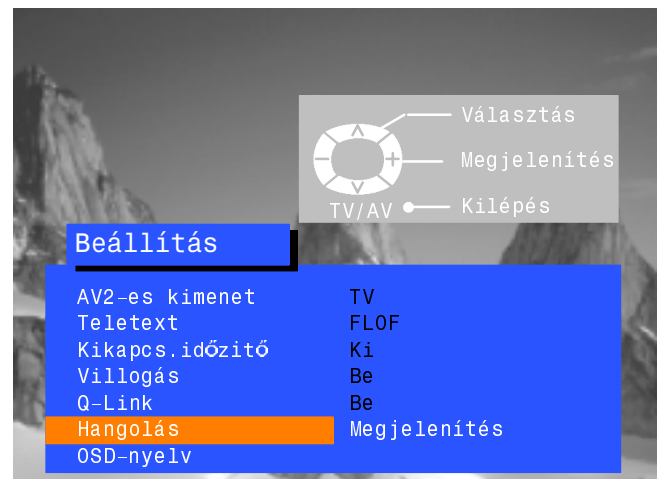 Választás
Megjelenítés
TV/AV Kilépés
Beállítás
AV2-es kimenet TV
Teletext FLOF
Kikapcs.időzitő Ki
Villogás Be
Q-Link Be
Hangolás Megjelenítés
OSD-nyelv